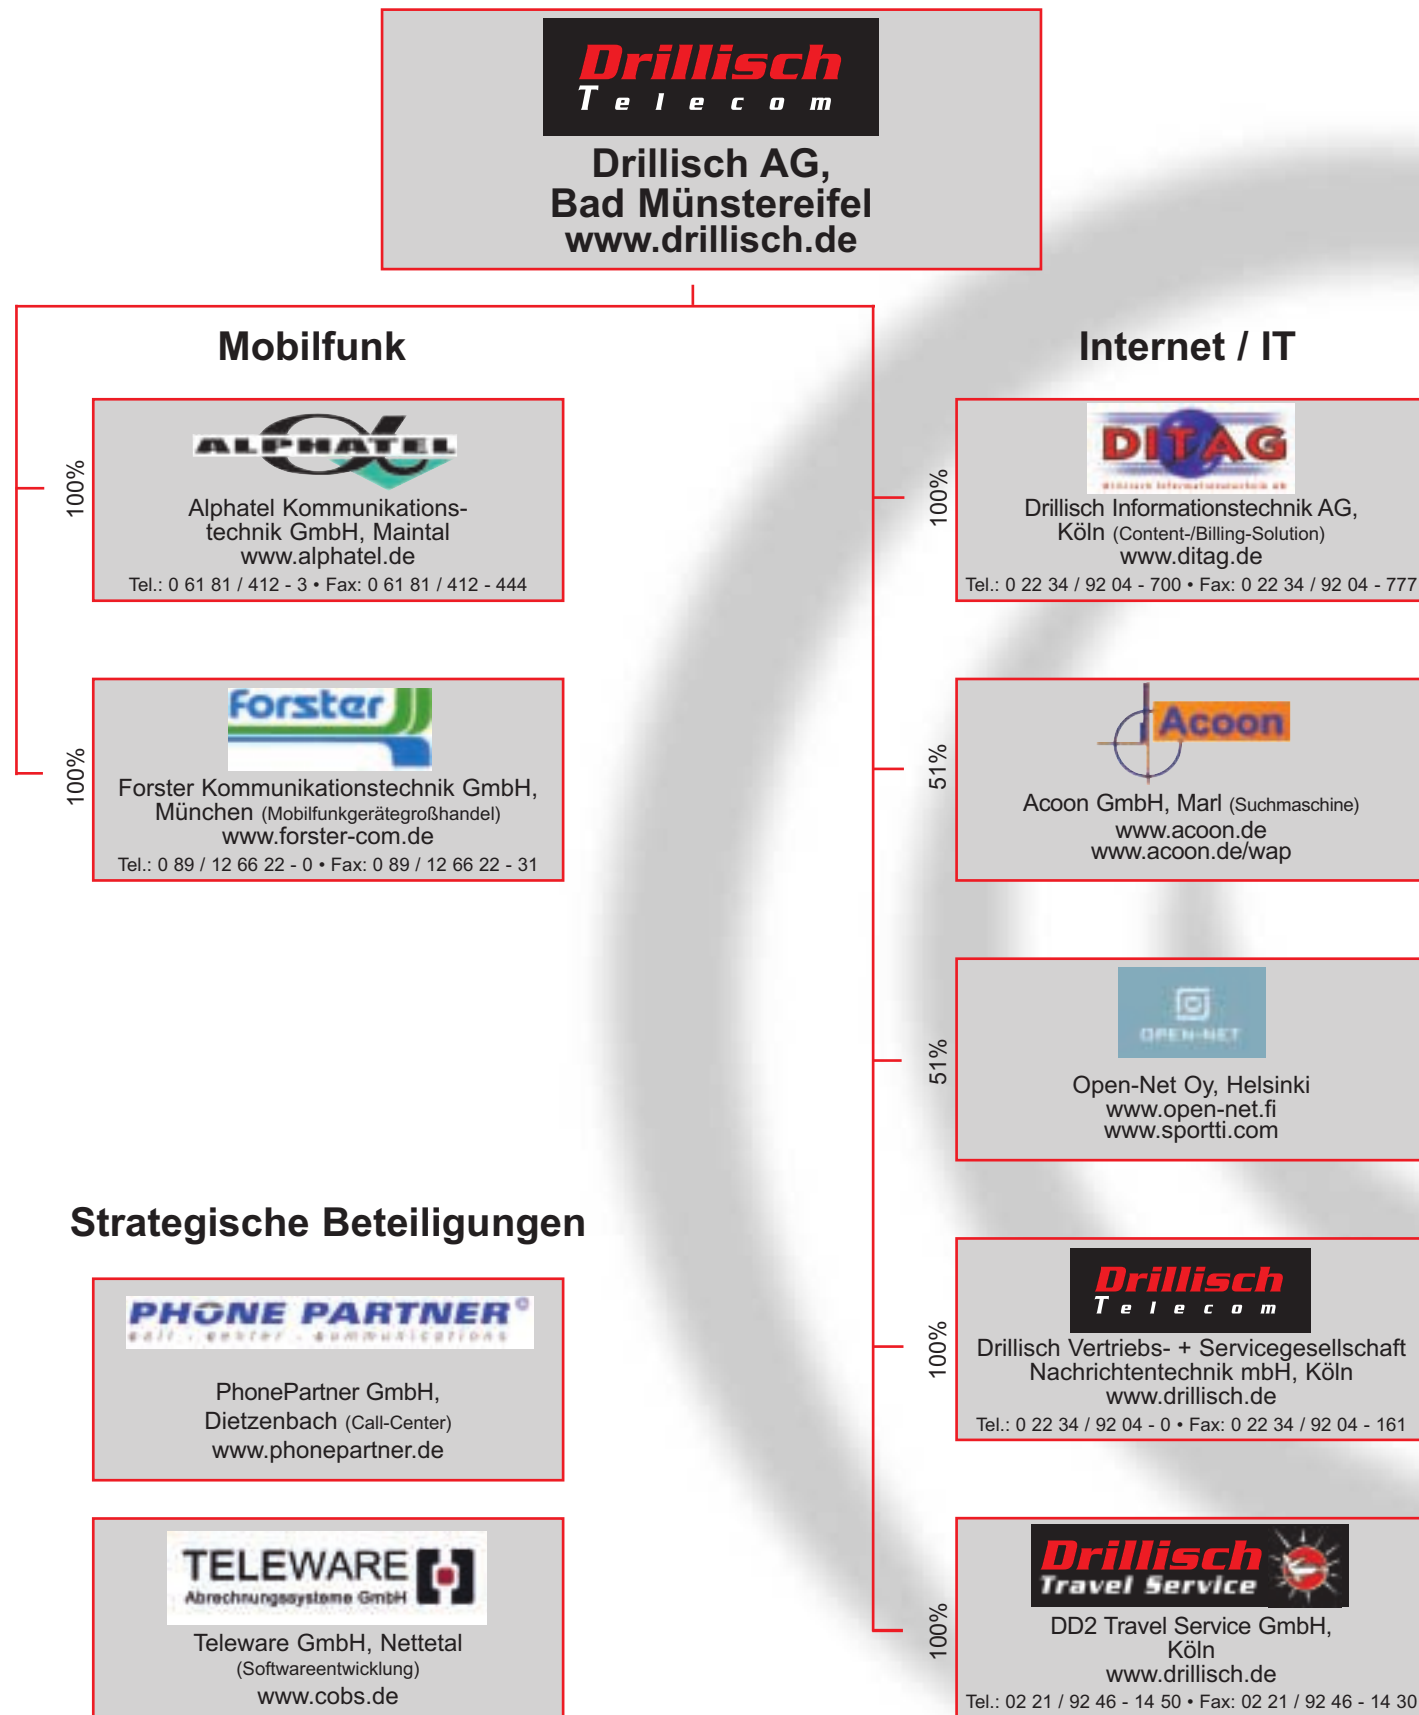 Drillisch
Telecom
Drillisch AG,
Bad Münstereifel
www.drillisch.de
Mobilfunk
100%
ALPHATEL
Alphatel Kommunikations-
technik GmbH, Maintal
www.alphatel.de
Tel.: 0 61 81 / 412 - 3 • Fax: 0 61 81 / 412 - 444
100%
Forster
Forster Kommunikationstechnik GmbH,
München (Mobilfunkgerätegroßhandel)
www.forster-com.de
Tel.: 0 89 / 12 66 22 - 0 • Fax: 0 89 / 12 66 22 - 31
Strategische Beteiligungen
PHONE PARTNER©
call . center . communications
PhonePartner GmbH,
Dietzenbach (Call-Center)
www.phonepartner.de
TELEWARE
Abrechnungssysteme GmbH
Teleware GmbH, Nettetal
(Softwareentwicklung)
www.cobs.de
Internet / IT
100%
DITAG
Drillisch Informationstechnik AG
Drillisch Informationstechnik AG,
Köln (Content-/Billing-Solution)
www.ditag.de
Tel.: 0 22 34 / 92 04 - 700 • Fax: 0 22 34 / 92 04 - 777
51%
Acoon
Acoon GmbH, Marl (Suchmaschine)
www.acoon.de
www.acoon.de/wap
51%
OPEN-NET
Open-Net Oy, Helsinki
www.open-net.fi
www.sportti.com
100%
Drillisch
Telecom
Drillisch Vertriebs- + Servicegesellschaft
Nachrichtentechnik mbH, Köln
www.drillisch.de
Tel.: 0 22 34 / 92 04 - 0 • Fax: 0 22 34 / 92 04 - 161
100%
Drillisch
Travel Service
DD2 Travel Service GmbH,
Köln
www.drillisch.de
Tel.: 02 21 / 92 46 - 14 50 • Fax: 02 21 / 92 46 - 14 30